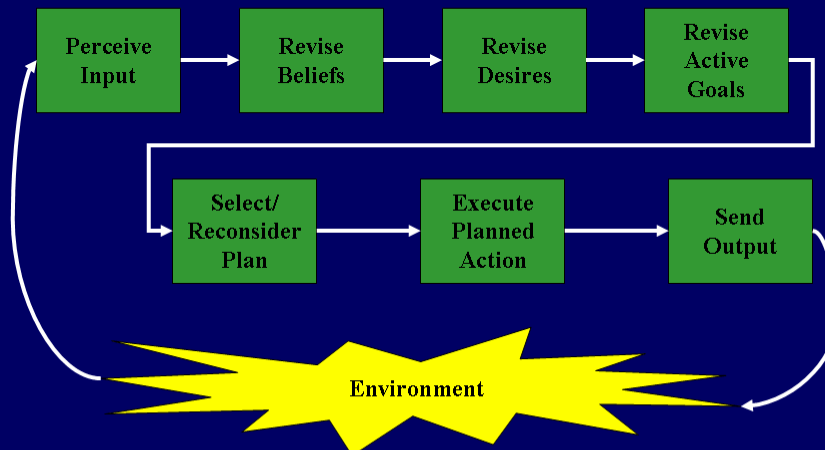 Perceive
Input
Revise
Beliefs
Revise
Desires
Revise
Active
Goals
Select/
Reconsider
Plan
Execute
Planned
Action
Send
Output
Environment